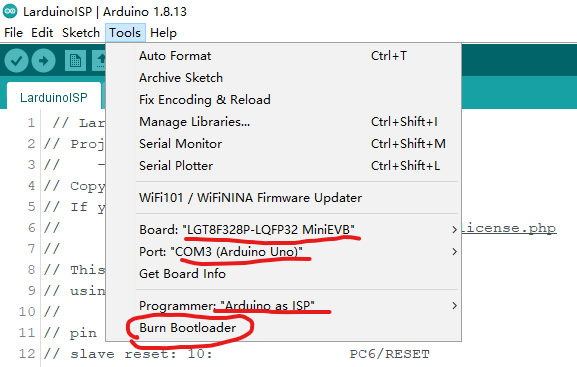 LarduinoISP | Arduino 1.8.13
File Edit Sketch Tools Help
LarduinoISP
Auto Format Ctrl+T
Archive Sketch
Fix Encoding & Reload
Manage Libraries... Ctrl+Shift+I
Serial Monitor Ctrl+Shift+M
Serial Plotter Ctrl+Shift+L
WiFi101 / WiFiNINA Firmware Updater
Board: "LGT8F328P-LQFP32 MiniEVB"
Port: "COM3 (Arduino Uno)"
Get Board Info
Programmer: "Arduino as ISP"
Burn Bootloader
1 // Lar
2 // Proj
3 // -
4 // Copy
5 // If y
6 // icense.php
7 //
8 // This
9 // usin
10 //
11 // pin
12 // slave reset: 10: PC6/RESET